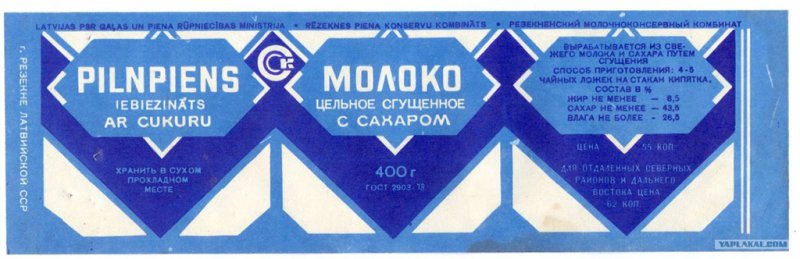 LATVIJAS PSR GAĻAS UN PIENA RŪPNIECĪBAS MINISTRIJA • RĒZEKNES PIENA KONSERVU KOMBINĀTS • РЕЗЕКНЕНСКИЙ МОЛОЧНОКОНСЕРВНЫЙ КОМБИНАТ
г. РЕЗЕКНЕ ЛАТВИЙСКОЙ ССР
PILNPIENS
IEBIEZINĀTS
AR CUKURU
ХРАНИТЬ В СУХОМ
ПРОХЛАДНОМ
МЕСТЕ
МОЛОКО
ЦЕЛЬНОЕ СГУЩЕННОЕ
С САХАРОМ
400 г
ГОСТ 2903-78
ВЫРАБАТЫВАЕТСЯ ИЗ СВЕ-
ЖЕГО МОЛОКА И САХАРА ПУТЕМ
СГУЩЕНИЯ
СПОСОБ ПРИГОТОВЛЕНИЯ: 4-5
ЧАЙНЫХ ЛОЖЕК НА СТАКАН КИПЯТКА,
СОСТАВ В %
ЖИР НЕ МЕНЕЕ — 8,5
САХАР НЕ МЕНЕЕ — 43,5
ВЛАГА НЕ БОЛЕЕ - 26,5
ЦЕНА - 55 КОП.
ДЛЯ ОТДАЛЕННЫХ СЕВЕРНЫХ
РАЙОНОВ И ДАЛЬНЕГО
ВОСТОКА ЦЕНА
62 КОП.
YAPLAKAL.COM